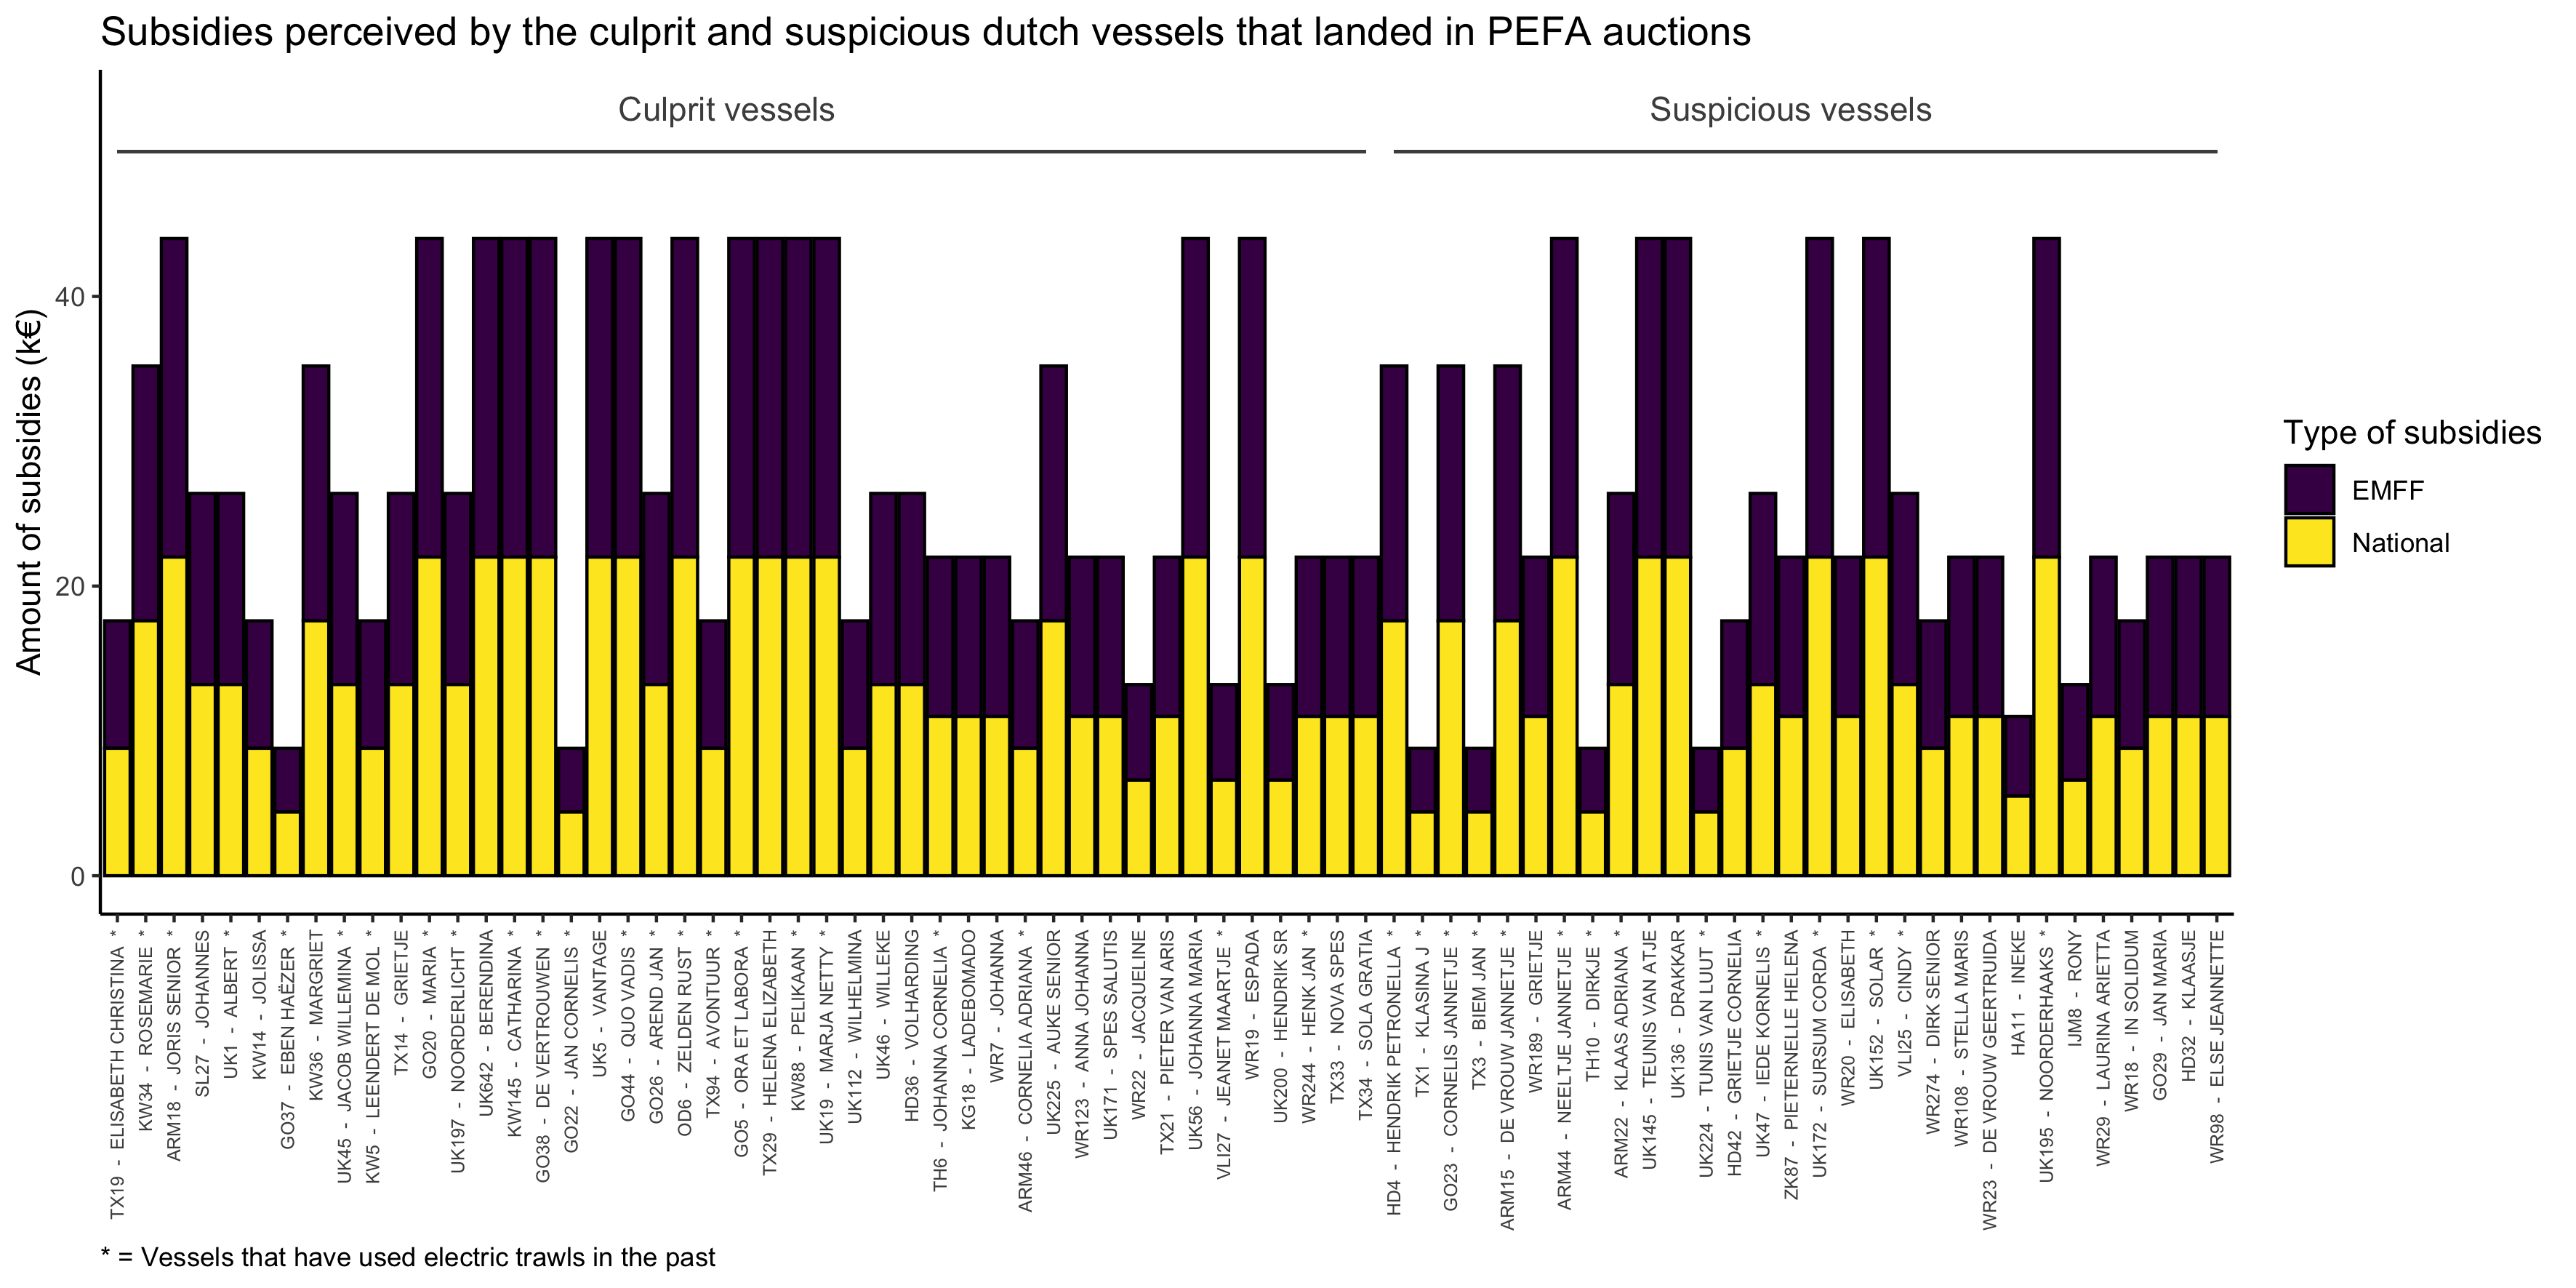 Subsidies perceived by the culprit and suspicious dutch vessels that landed in PEFA auctions
Culprit vessels
Suspicious vessels
Amount of subsidies (k€)
40
20
0
Type of subsidies
EMFF
National
TX19 - ELISABETH CHRISTINA *
KW34 - ROSEMARIE *
ARM18 - JORIS SENIOR *
SL27 - JOHANNES
UK1 - ALBERT *
KW14 - JOLISSA
GO37 - EBEN HAËZER *
KW36 - MARGRIET
UK45 - JACOB WILLEMINA *
KW5 - LEENDERT DE MOL *
TX14 - GRIETJE
GO20 - MARIA *
UK197 - NOORDERLICHT *
UK642 - BERENDINA
KW145 - CATHARINA *
GO38 - DE VERTROUWEN *
GO22 - JAN CORNELIS *
UK5 - VANTAGE
GO44 - QUO VADIS *
GO26 - AREND JAN *
OD6 - ZELDEN RUST *
TX94 - AVONTUUR *
GO5 - ORA ET LABORA *
TX29 - HELENA ELIZABETH
KW88 - PELIKAAN *
UK19 - MARJA NETTY *
UK112 - WILHELMINA
UK46 - WILLEKE
HD36 - VOLHARDING
TH6 - JOHANNA CORNELIA *
KG18 - LADEBOMADO
WR7 - JOHANNA
ARM46 - CORNELIA ADRIANA *
UK225 - AUKE SENIOR
WR123 - ANNA JOHANNA
UK171 - SPES SALUTIS
WR22 - JACQUELINE
TX21 - PIETER VAN ARIS
UK56 - JOHANNA MARIA
VLI27 - JEANET MAARTJE *
WR19 - ESPADA
UK200 - HENDRIK SR
WR244 - HENK JAN *
TX33 - NOVA SPES
TX34 - SOLA GRATIA
HD4 - HENDRIK PETRONELLA *
TX1 - KLASINA J *
GO23 - CORNELIS JANNETJE *
TX3 - BIEM JAN *
ARM15 - DE VROUW JANNETJE *
WR189 - GRIETJE
ARM44 - NEELTJE JANNETJE *
TH10 - DIRKJE *
ARM22 - KLAAS ADRIANA *
UK145 - TEUNIS VAN ATJE
UK136 - DRAKKAR
UK224 - TUNIS VAN LUUT *
HD42 - GRIETJE CORNELIA
UK47 - IEDE KORNELIS *
ZK87 - PIETERNELLE HELENA
UK172 - SURSUM CORDA *
WR20 - ELISABETH
UK152 - SOLAR *
VLI25 - CINDY *
WR274 - DIRK SENIOR
WR108 - STELLA MARIS
WR23 - DE VROUW GEERTRUIDA
HA11 - INEKE
UK195 - NOORDERHAAKS *
IJM8 - RONY
WR29 - LAURINA ARIETTA
WR18 - IN SOLIDUM
GO29 - JAN MARIA
HD32 - KLAASJE
WR98 - ELSE JEANNETTE
* = Vessels that have used electric trawls in the past